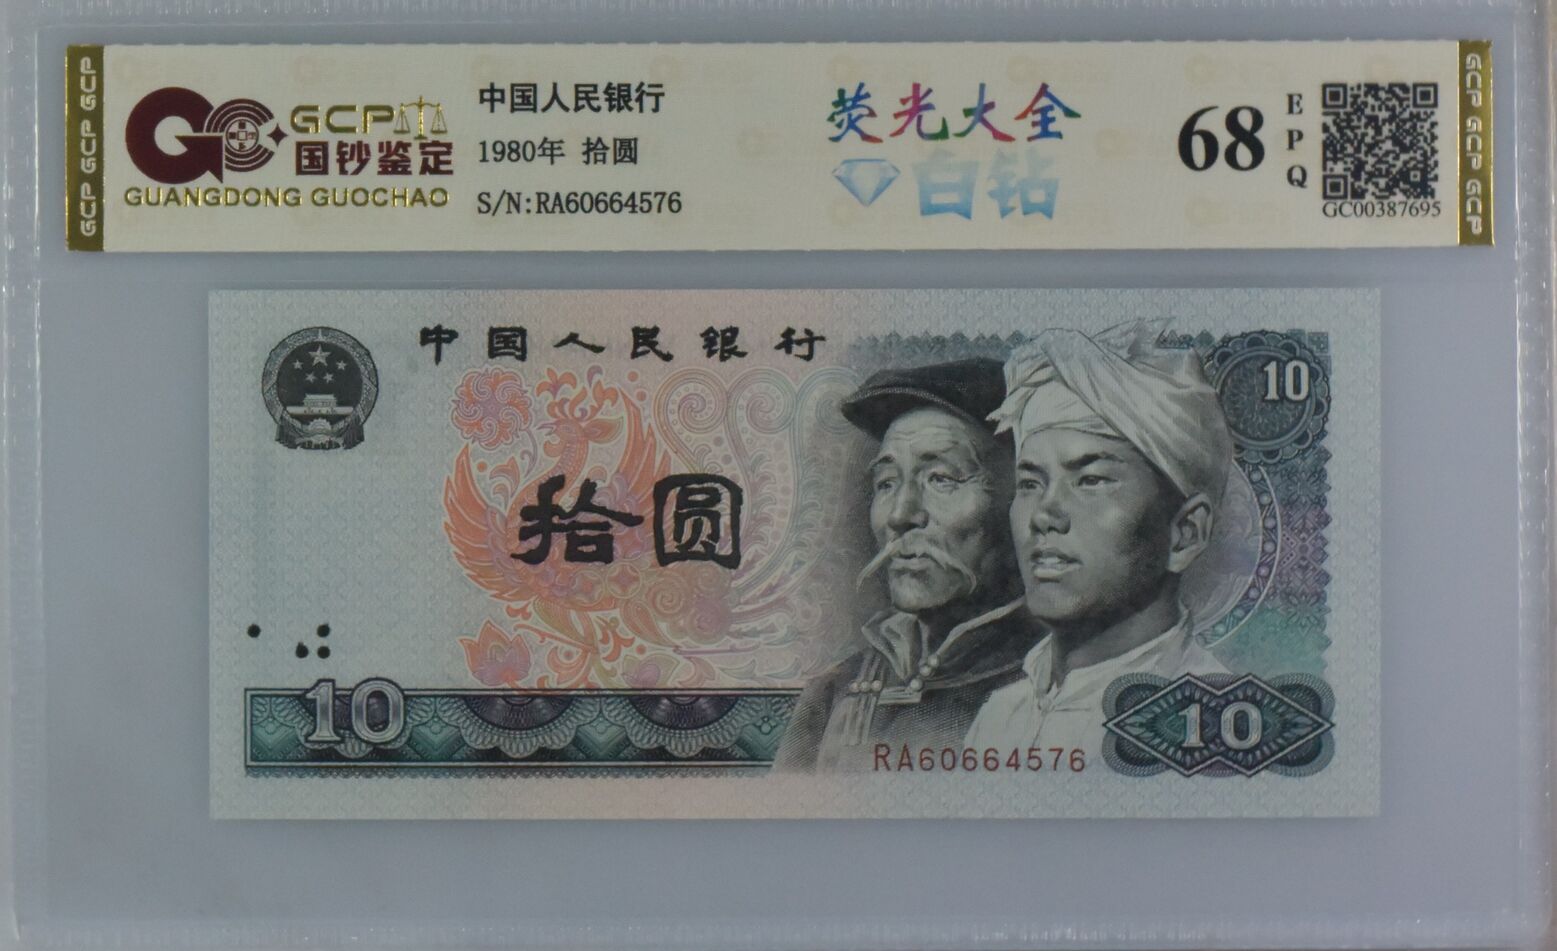 GCP GCP GCP
GCP
国钞鉴定
GUANGDONG GUOCHAO
中国人民银行
1980年 拾圆
S/N:RA60664576
荧光大全
白钻
68
EPQ
GC00387695
GCP GCP GCP
中国人民银行
10
拾圆
10
RA60664576
10